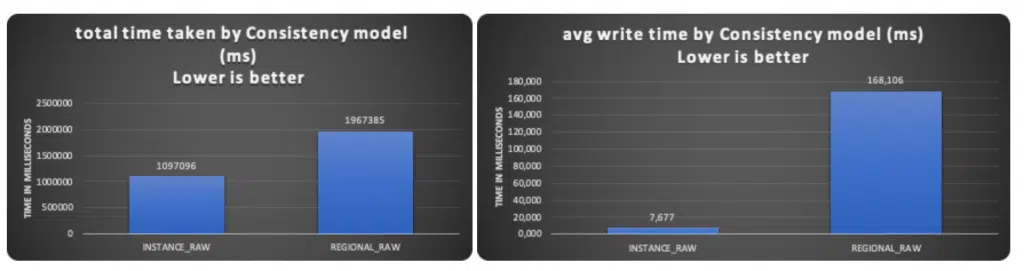 total time taken by Consistency model
(ms)
Lower is better
TIME IN MILLISECONDS
2500000
2000000
1500000
1000000
500000
0
1097096
1967385
INSTANCE_RAW
REGIONAL_RAW
avg write time by Consistency model (ms)
Lower is better
TIME IN MILLISECONDS
180,000
160,000
140,000
120,000
100,000
80,000
60,000
40,000
20,000
0,000
7,677
168,106
INSTANCE_RAW
REGIONAL_RAW